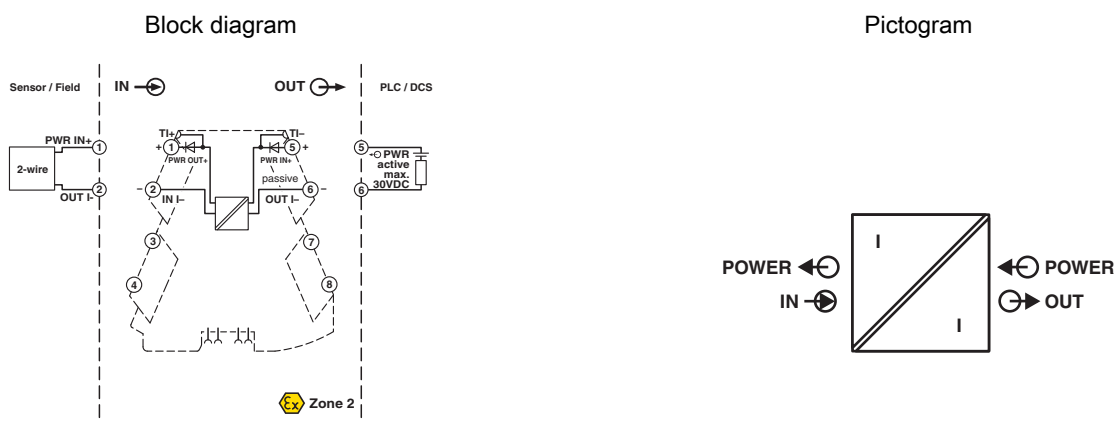 Block diagram
Pictogram
Sensor / Field
IN
OUT
PLC / DCS
PWR IN+
1
2-wire
2
OUT I-
TI+
+
1
PWR OUT+
TI–
5
+
PWR IN+
passive
–
2
IN I–
OUT I–
6
–
3
7
4
8
5
PWR
active
max.
30VDC
6
Ex
Zone 2
I
POWER
POWER
IN
OUT
I